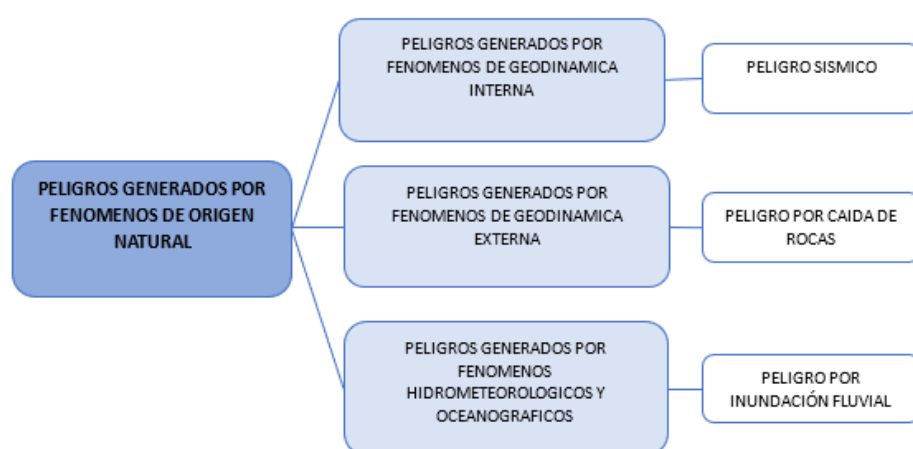 PELIGROS GENERADOS POR
FENOMENOS DE ORIGEN
NATURAL
PELIGROS GENERADOS POR
FENOMENOS DE GEODINAMICA
INTERNA
PELIGRO SISMICO
PELIGROS GENERADOS POR
FENOMENOS DE GEODINAMICA
EXTERNA
PELIGRO POR CAIDA DE
ROCAS
PELIGROS GENERADOS POR
FENOMENOS
HIDROMETEOROLOGICOS Y
OCEANOGRAFICOS
PELIGRO POR
INUNDACIÓN FLUVIAL